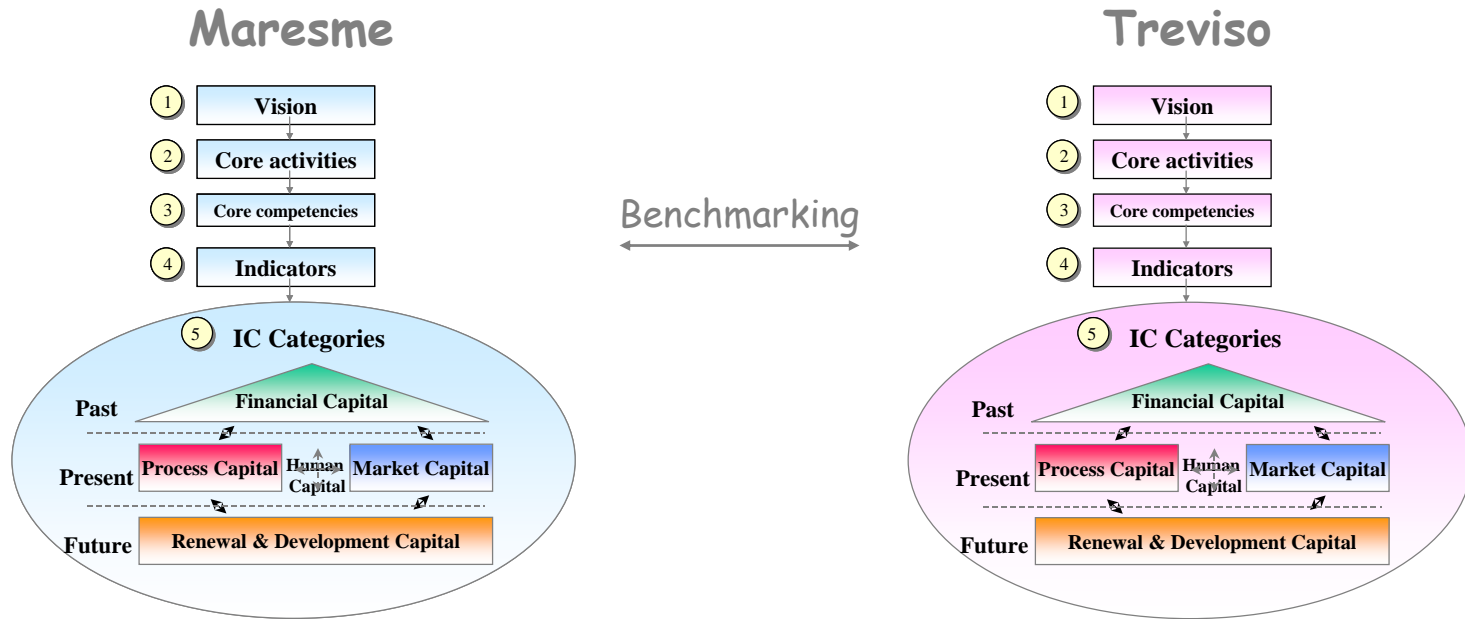 Maresme
1
Vision
2
Core activities
3
Core competencies
4
Indicators
5
IC Categories
Financial Capital
Past
Process Capital
Human
Capital
Market Capital
Present
Future
Renewal & Development Capital
Benchmarking
Treviso
1
Vision
2
Core activities
3
Core competencies
4
Indicators
5
IC Categories
Financial Capital
Past
Process Capital
Human
Capital
Market Capital
Present
Future
Renewal & Development Capital